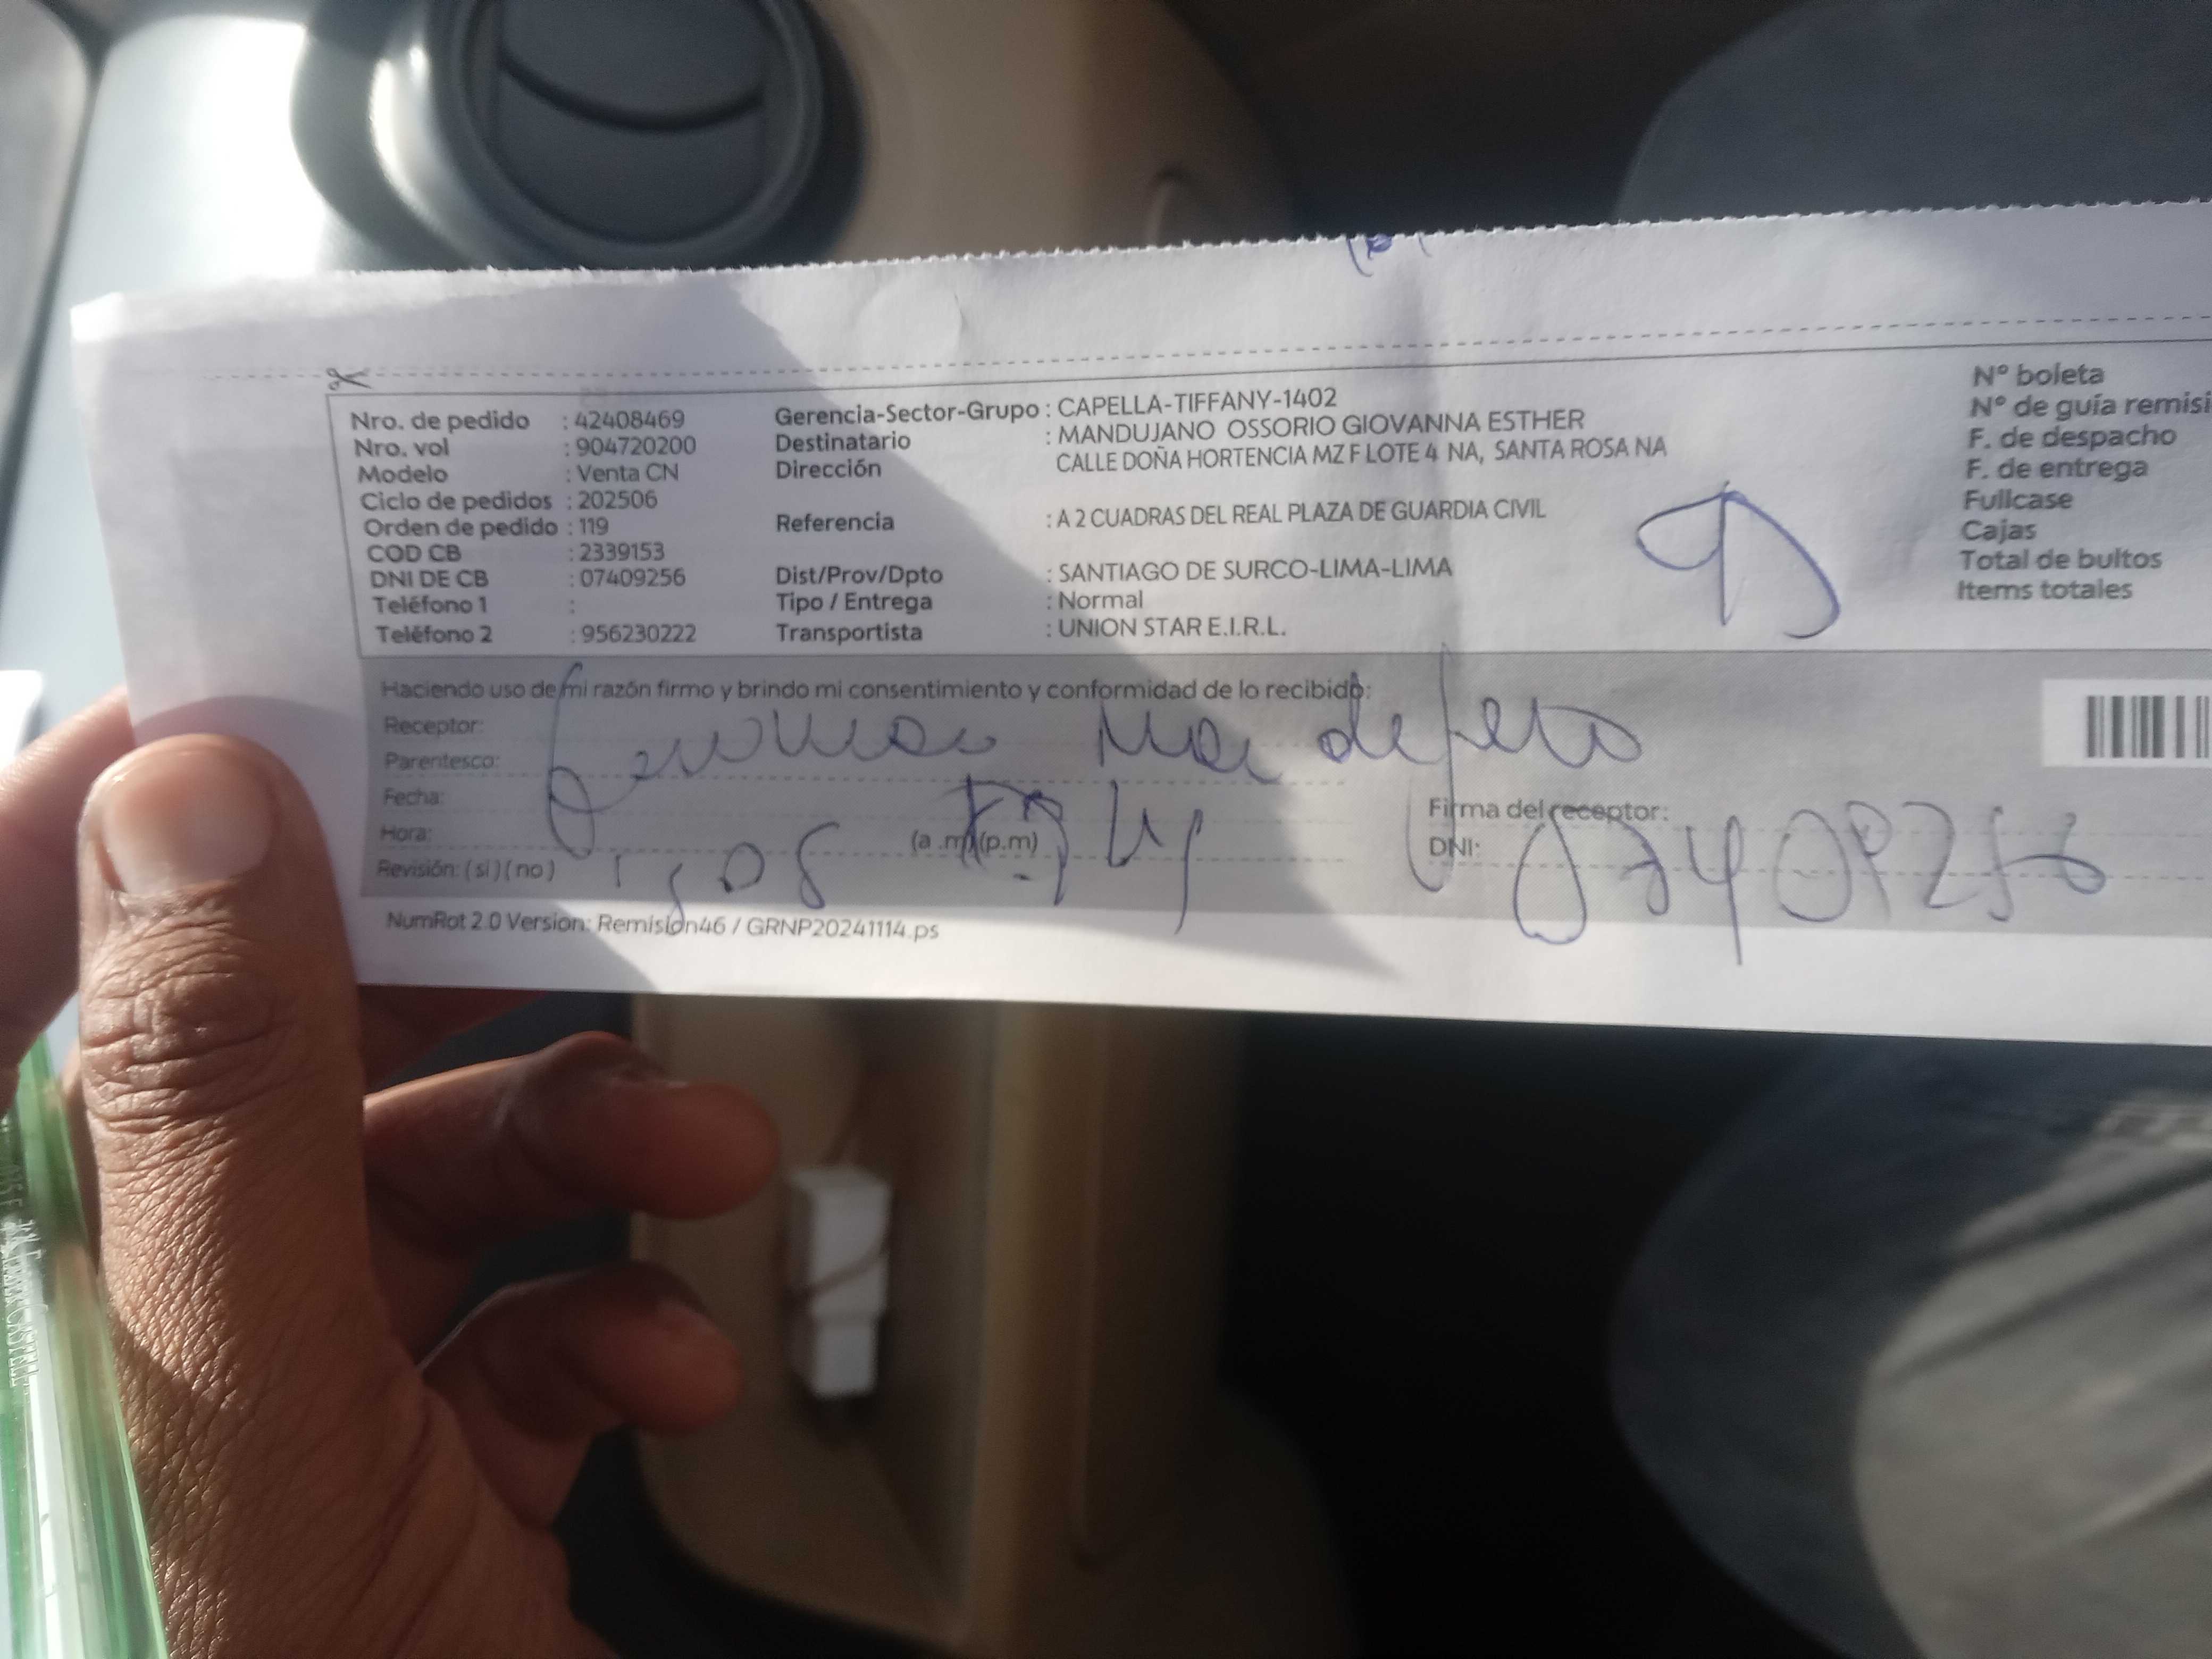 Nro. de pedido : 42408469
Nro. vol : 904720200
Modelo : Venta CN
Ciclo de pedidos : 202506
Orden de pedido : 119
COD CB : 2339153
DNI DE CB : 07409256
Teléfono 1 :
Teléfono 2 : 956230222
Gerencia-Sector-Grupo : CAPELLA-TIFFANY-1402
Destinatario : MANDUJANO OSSORIO GIOVANNA ESTHER
Dirección CALLE DOÑA HORTENCIA MZ F LOTE 4 NA, SANTA ROSA NA
Referencia : A 2 CUADRAS DEL REAL PLAZA DE GUARDIA CIVIL
Dist/Prov/Dpto : SANTIAGO DE SURCO-LIMA-LIMA
Tipo / Entrega : Normal
Transportista : UNION STAR E.I.R.L.
N° boleta
N° de guia remisi
F. de despacho
F. de entrega
Fullcase
Cajas
Total de bultos
Items totales
Haciendo uso de mi razón firmo y brindo mi consentimiento y conformidad de lo recibido:
Receptor:
Parentesco:
Fecha:
Hora: (a.m)(p.m)
Revisión: (si) (no)
Firma del receptor:
DNI: 07409256
NumRot 2.0 Version: Remision46 / GRNP20241114.ps